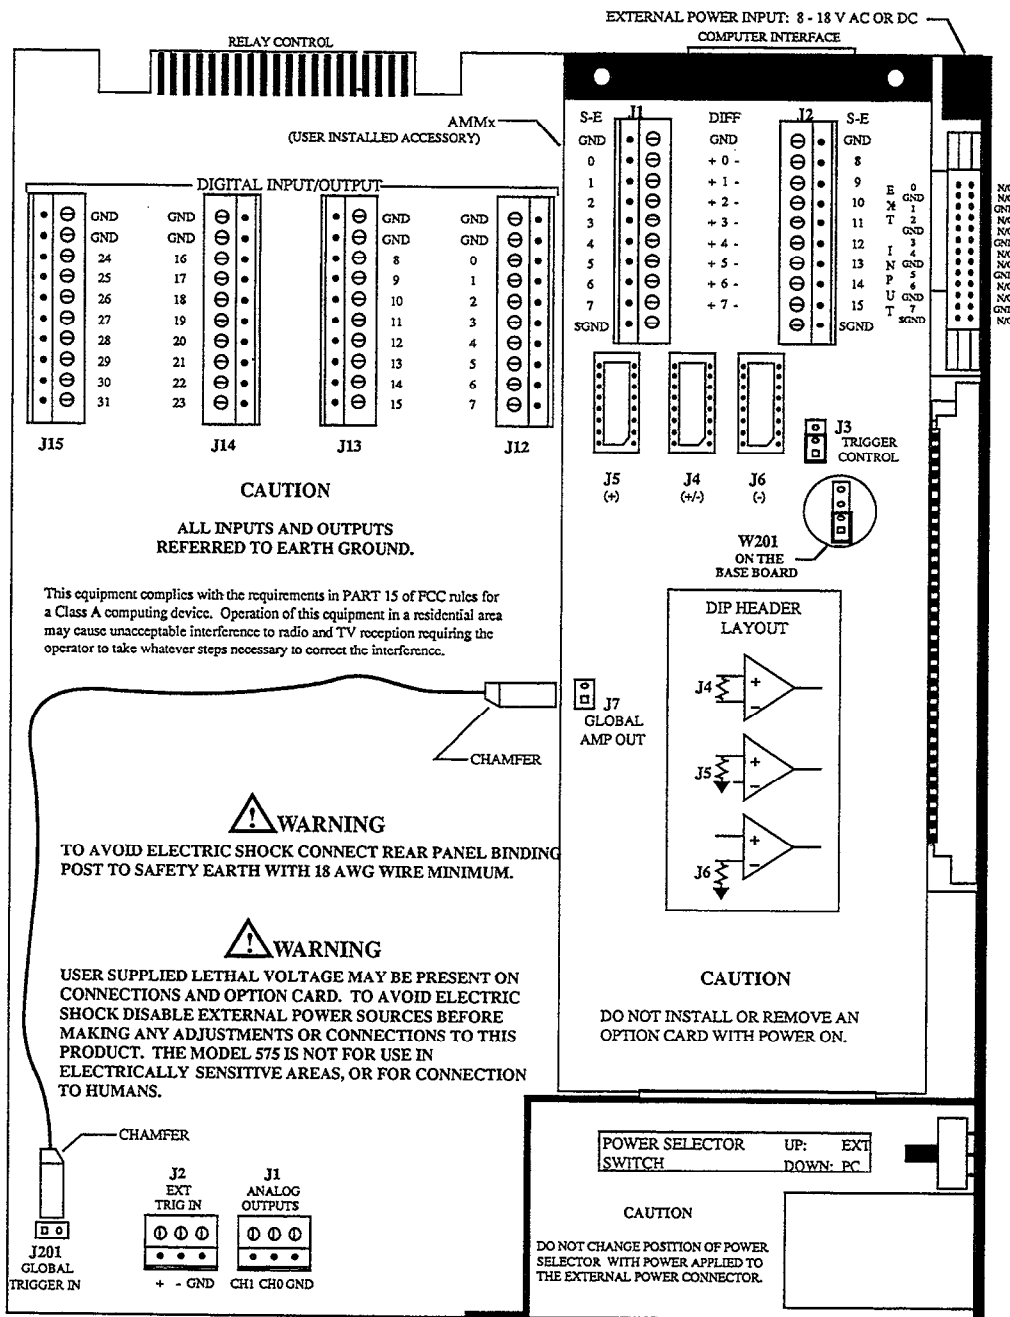 EXTERNAL POWER INPUT: 8 - 18 V AC OR DC
COMPUTER INTERFACE
RELAY CONTROL
AMMx
(USER INSTALLED ACCESSORY)
S-E J1 DIFF J2 S-E
GND GND GND
0 + 0 - 8
1 + 1 - 9
2 + 2 - 10
3 + 3 - 11
4 + 4 - 12
5 + 5 - 13
6 + 6 - 14
7 + 7 - 15
SGND SGND
EXT INPUT
0
GND
1
2
GND
3
4
GND
5
6
GND
7
SGND
DIGITAL INPUT/OUTPUT
GND GND GND GND
GND GND GND GND
24 16 8 0
25 17 9 1
26 18 10 2
27 19 11 3
28 20 12 4
29 21 13 5
30 22 14 6
31 23 15 7
J15 J14 J13 J12
J5
(+)
J4
(+/-)
J6
(-)
J3
TRIGGER
CONTROL
W201
ON THE
BASE BOARD
CAUTION
ALL INPUTS AND OUTPUTS
REFERRED TO EARTH GROUND.
This equipment complies with the requirements in PART 15 of FCC rules for
a Class A computing device. Operation of this equipment in a residential area
may cause unacceptable interference to radio and TV reception requiring the
operator to take whatever steps necessary to correct the interference.
DIP HEADER
LAYOUT
J4
+
-
J5
+
-
J6
+
-
J7
GLOBAL
AMP OUT
CHAMFER
! WARNING
TO AVOID ELECTRIC SHOCK CONNECT REAR PANEL BINDING
POST TO SAFETY EARTH WITH 18 AWG WIRE MINIMUM.
! WARNING
USER SUPPLIED LETHAL VOLTAGE MAY BE PRESENT ON
CONNECTIONS AND OPTION CARD. TO AVOID ELECTRIC
SHOCK DISABLE EXTERNAL POWER SOURCES BEFORE
MAKING ANY ADJUSTMENTS OR CONNECTIONS TO THIS
PRODUCT. THE MODEL 575 IS NOT FOR USE IN
ELECTRICALLY SENSITIVE AREAS, OR FOR CONNECTION
TO HUMANS.
CAUTION
DO NOT INSTALL OR REMOVE AN
OPTION CARD WITH POWER ON.
CHAMFER
J201
GLOBAL
TRIGGER IN
J2
EXT
TRIG IN
+ - GND
J1
ANALOG
OUTPUTS
CH1 CH0 GND
POWER SELECTOR UP: EXT
SWITCH DOWN: PC
CAUTION
DO NOT CHANGE POSITION OF POWER
SELECTOR WITH POWER APPLIED TO
THE EXTERNAL POWER CONNECTOR.